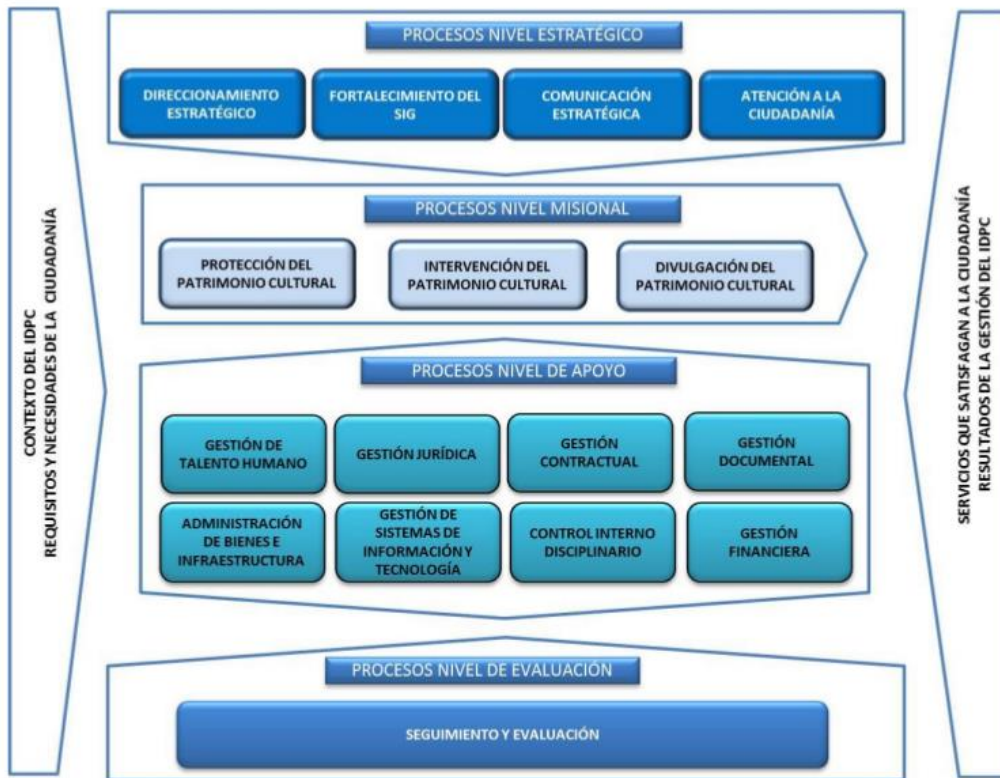 CONTEXTO DEL IDPC
REQUISITOS Y NECESIDADES DE LA CIUDADANÍA
PROCESOS NIVEL ESTRATÉGICO
DIRECCIONAMIENTO
ESTRATÉGICO
FORTALECIMIENTO DEL
SIG
COMUNICACIÓN
ESTRATÉGICA
ATENCIÓN A LA
CIUDADANÍA
PROCESOS NIVEL MISIONAL
PROTECCIÓN DEL
PATRIMONIO CULTURAL
INTERVENCIÓN DEL
PATRIMONIO CULTURAL
DIVULGACIÓN DEL
PATRIMONIO CULTURAL
PROCESOS NIVEL DE APOYO
GESTIÓN DE
TALENTO HUMANO
GESTIÓN JURÍDICA
GESTIÓN
CONTRACTUAL
GESTIÓN
DOCUMENTAL
ADMINISTRACIÓN
DE BIENES E
INFRAESTRUCTURA
GESTIÓN DE
SISTEMAS DE
INFORMACIÓN Y
TECNOLOGÍA
CONTROL INTERNO
DISCIPLINARIO
GESTIÓN
FINANCIERA
PROCESOS NIVEL DE EVALUACIÓN
SEGUIMIENTO Y EVALUACIÓN
SERVICIOS QUE SATISFAGAN A LA CIUDADANÍA
RESULTADOS DE LA GESTIÓN DEL IDPC